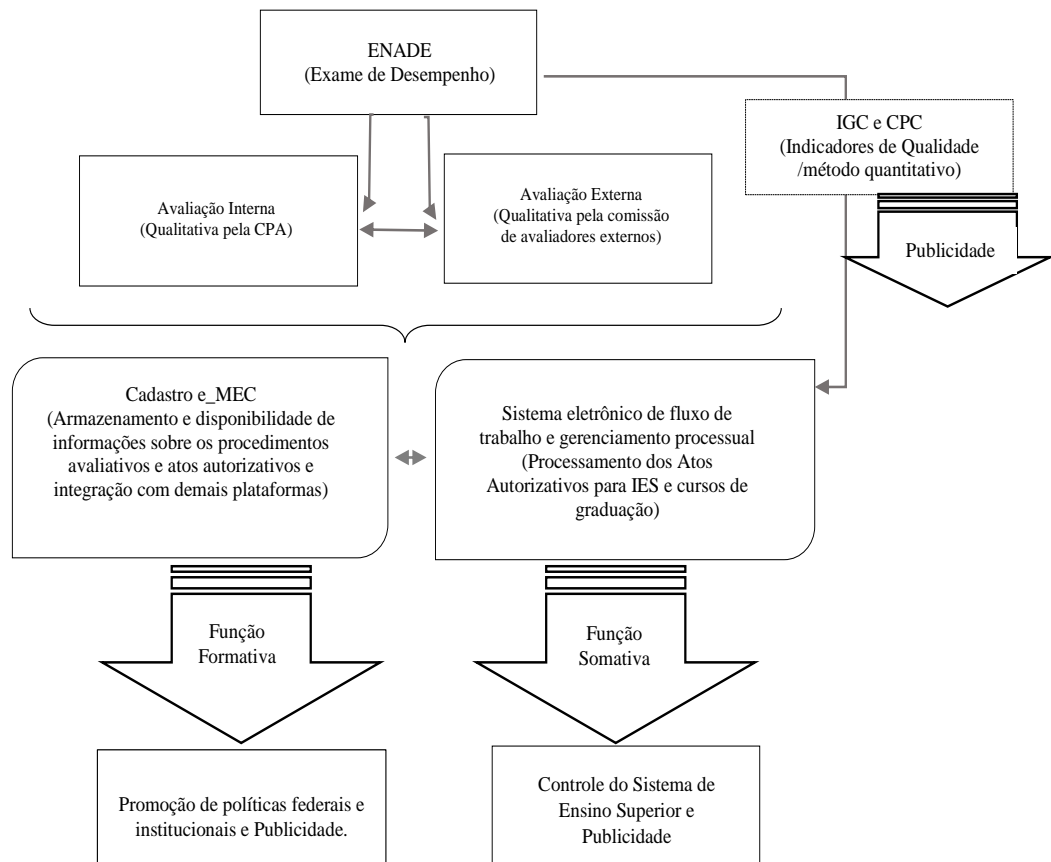 ENADE
(Exame de Desempenho)
IGC e CPC
(Indicadores de Qualidade
/método quantitativo)
Avaliação Interna
(Qualitativa pela CPA)
Avaliação Externa
(Qualitativa pela comissão
de avaliadores externos)
Publicidade
Cadastro e_MEC
(Armazenamento e disponibilidade de
informações sobre os procedimentos
avaliativos e atos autorizativos e
integração com demais plataformas)
Sistema eletrônico de fluxo de
trabalho e gerenciamento processual
(Processamento dos Atos
Autorizativos para IES e cursos de
graduação)
Função
Formativa
Função
Somativa
Promoção de políticas federais e
institucionais e Publicidade.
Controle do Sistema de
Ensino Superior e
Publicidade